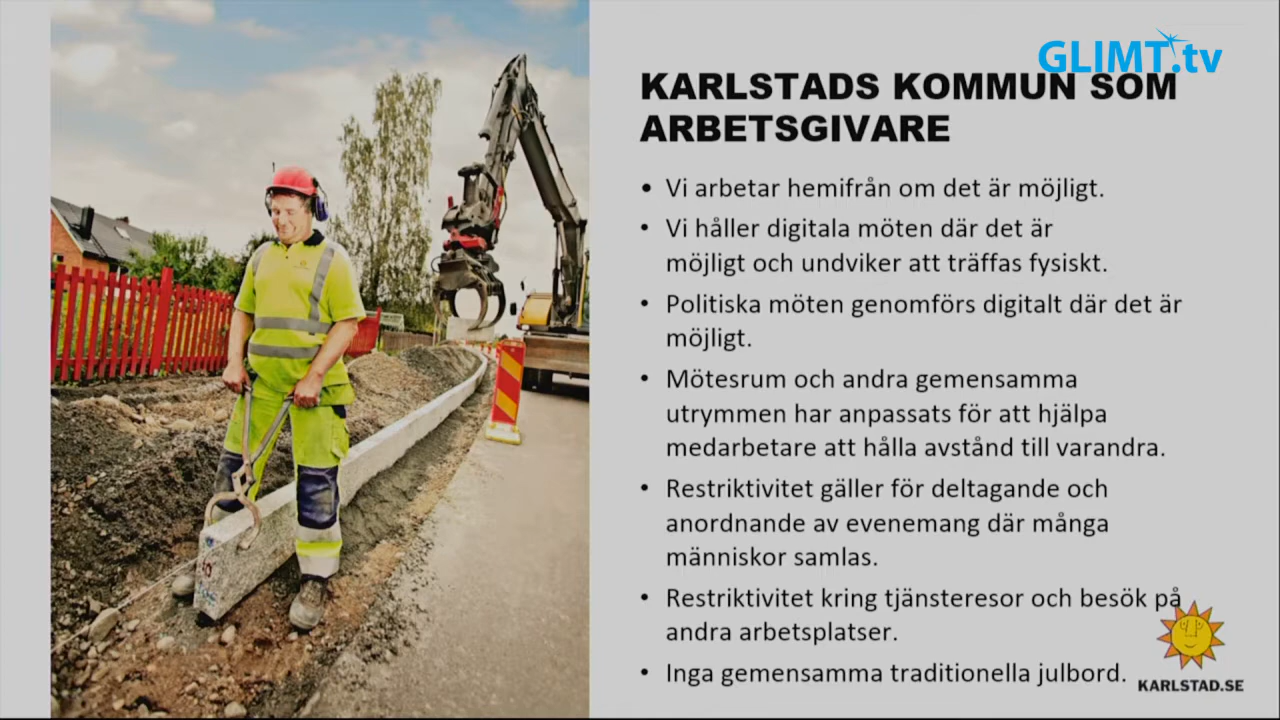 GLIMT.tv
KARLSTADS KOMMUN SOM
ARBETSGIVARE
• Vi arbetar hemifrån om det är möjligt.
• Vi håller digitala möten där det är
möjligt och undviker att träffas fysiskt.
• Politiska möten genomförs digitalt där det är
möjligt.
• Mötesrum och andra gemensamma
utrymmen har anpassats för att hjälpa
medarbetare att hålla avstånd till varandra.
• Restriktivitet gäller för deltagande och
anordnande av evenemang där många
människor samlas.
• Restriktivitet kring tjänsteresor och besök på
andra arbetsplatser.
• Inga gemensamma traditionella julbord.
KARLSTAD.SE